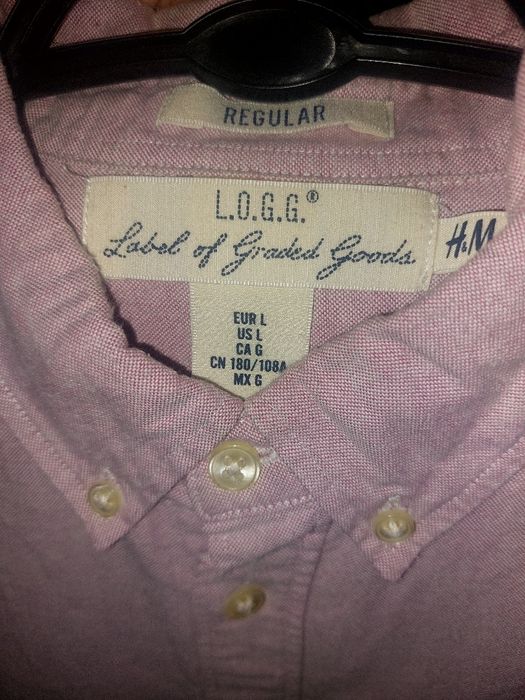 REGULAR
L.O.G.G.®
Label of Graded Goods
H&M
EUR L
US L
CA G
CN 180/108A
MX G